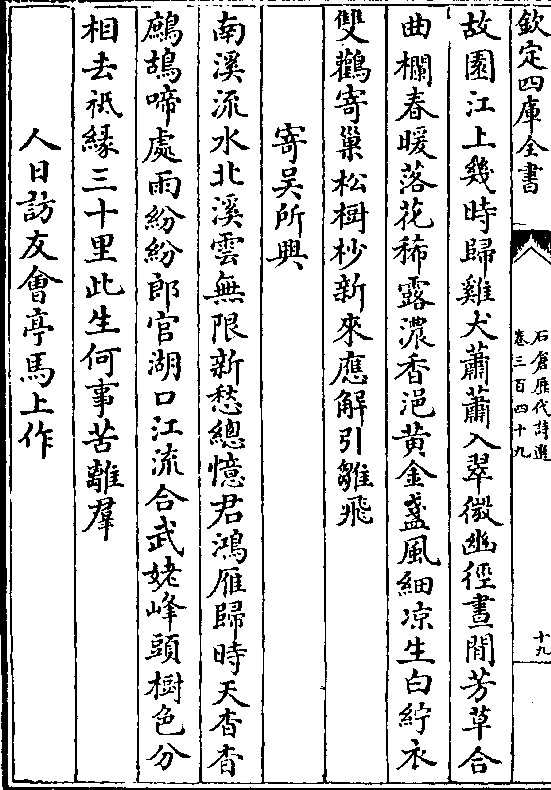 欽定四庫全書
石倉歷代詩選
卷三百四十九
十九
故園江上幾時歸雞犬蕭蕭入翠微幽徑晝閒芳草合
曲欄春暖落花稀露濃香浥黄金盞風細凉生白紵衣
雙鸛寄巢松樹杪新來應解引雛飛
寄吴所興
南溪流水北溪雲無限新愁總憶君鴻雁歸時天杳杳
鷓鴣啼處雨紛紛郎官湖口江流合武姥峰頭樹色分
相去祗緣三十里此生何事苦離羣
人日訪友會亭馬上作